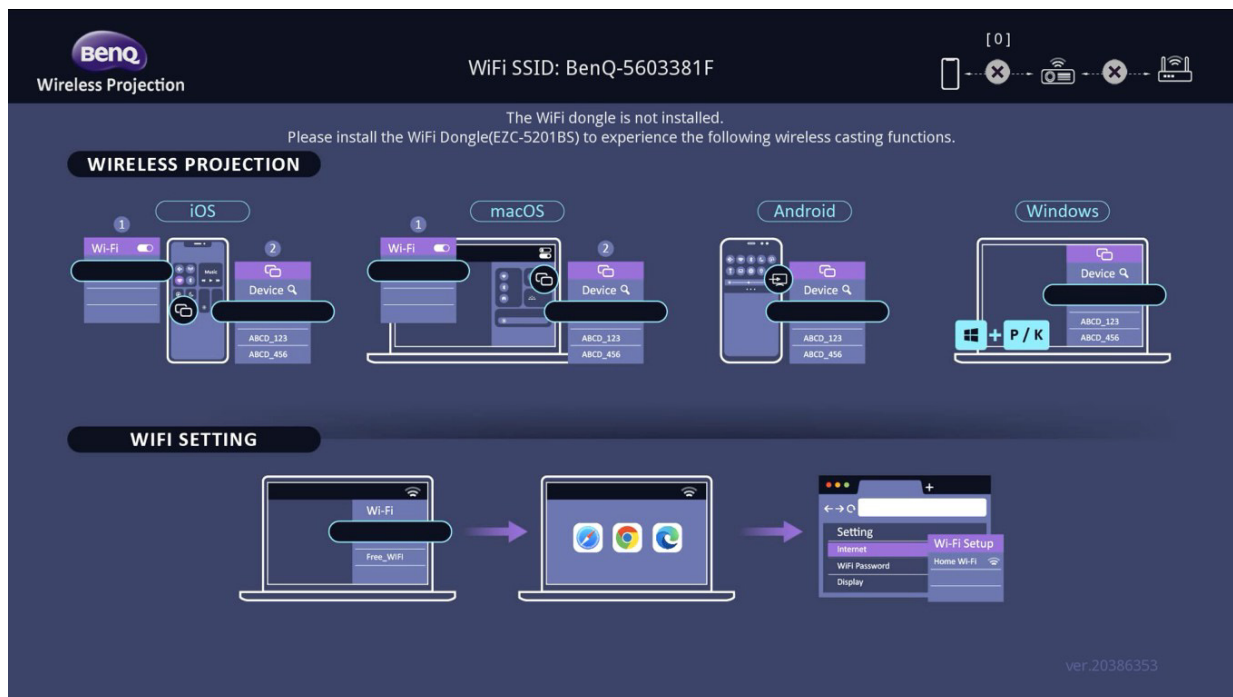 BenQ
Wireless Projection
WiFi SSID: BenQ-5603381F
[ 0 ]
The WiFi dongle is not installed.
Please install the WiFi Dongle(EZC-5201BS) to experience the following wireless casting functions.
WIRELESS PROJECTION
iOS
1
Wi-Fi
Music
2
Device
ABCD_123
ABCD_456
macOS
1
Wi-Fi
2
Device
ABCD_123
ABCD_456
Android
Device
ABCD_123
ABCD_456
Windows
Device
ABCD_123
ABCD_456
+ P / K
WIFI SETTING
Wi-Fi
Free_WIFI
Setting
Internet
WiFi Password
Display
Wi-Fi Setup
Home Wi-Fi
ver.20386353